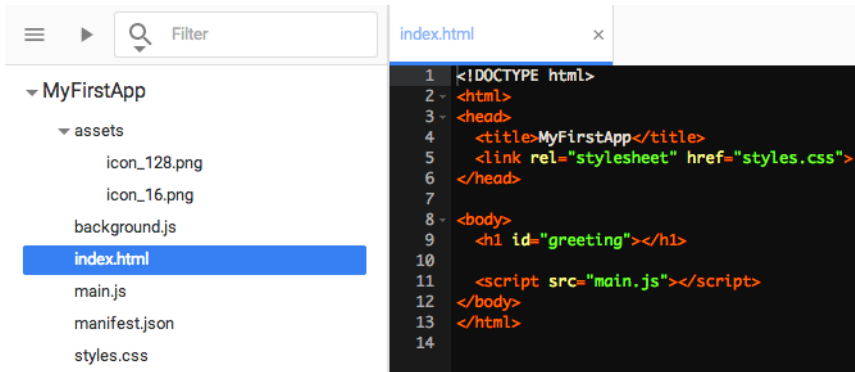 Filter
MyFirstApp
assets
icon_128.png
icon_16.png
background.js
index.html
main.js
manifest.json
styles.css
index.html ×
1 <!DOCTYPE html>
2 <html>
3 <head>
4   <title>MyFirstApp</title>
5   <link rel="stylesheet" href="styles.css">
6 </head>
7
8 <body>
9   <h1 id="greeting"></h1>
10
11   <script src="main.js"></script>
12 </body>
13 </html>
14